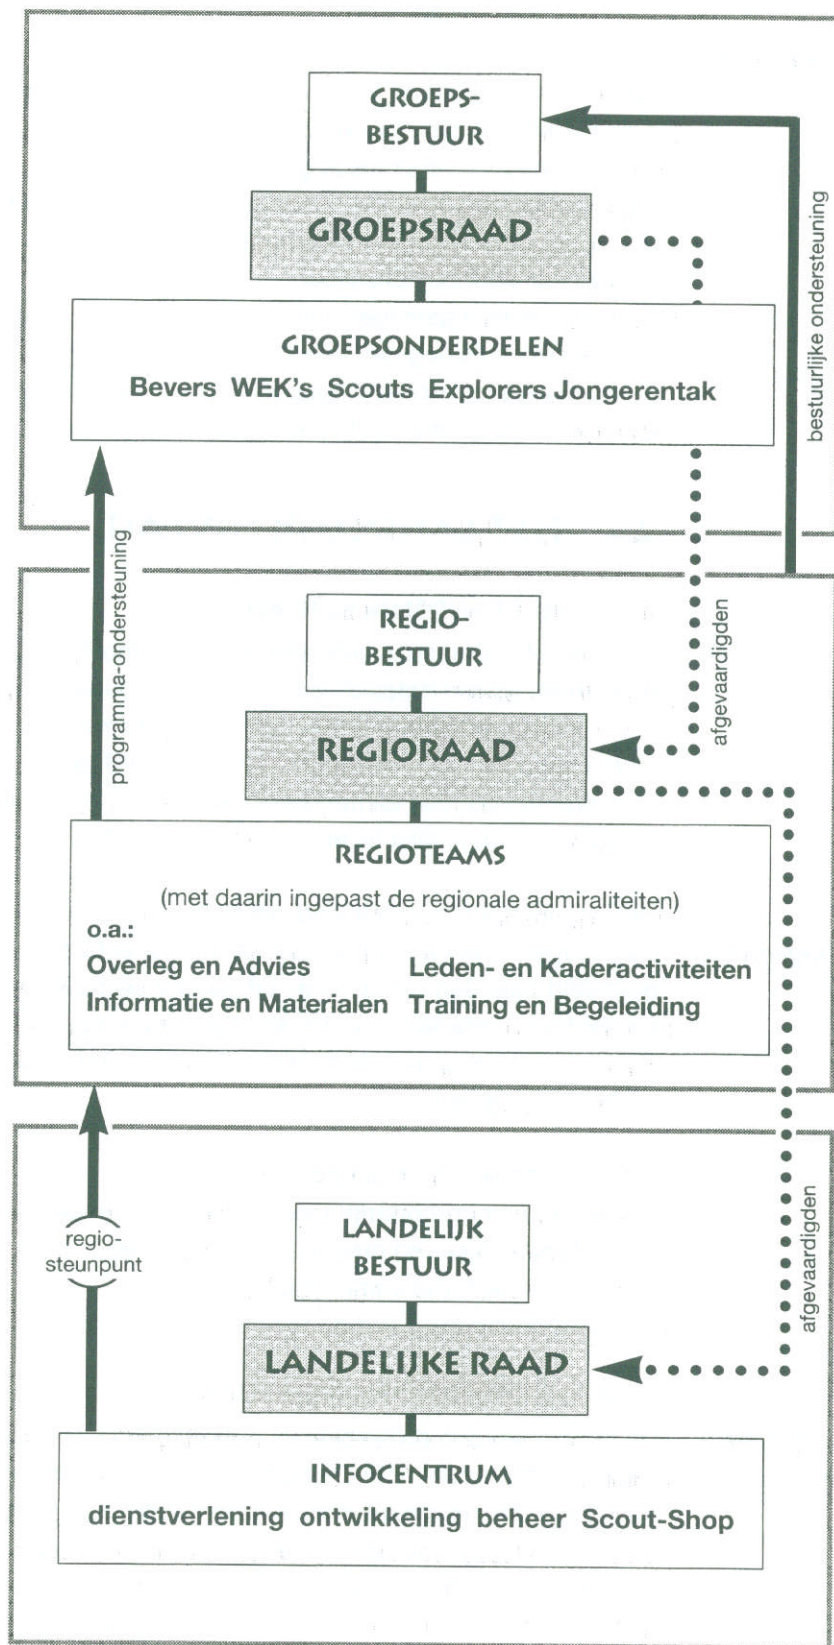 GROEPS-
BESTUUR
GROEPSRAAD
GROEPSONDERDELEN
Bevers WEK's Scouts Explorers Jongerentak
bestuurlijke ondersteuning
programma-ondersteuning
afgevaardigden
REGIO-
BESTUUR
REGIORAAD
REGIOTEAMS
(met daarin ingepast de regionale admiraliteiten)
o.a.:
Overleg en Advies Leden- en Kaderactiviteiten
Informatie en Materialen Training en Begeleiding
regio-
steunpunt
afgevaardigden
LANDELIJK
BESTUUR
LANDELIJKE RAAD
INFOCENTRUM
dienstverlening ontwikkeling beheer Scout-Shop